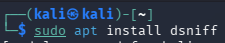 ┌──(kali㉿kali)-[~]
└─$ sudo apt install dsniff